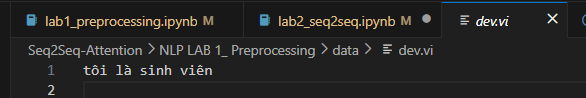 lab1_preprocessing.ipynb M lab2_seq2seq.ipynb M dev.vi
Seq2Seq-Attention > NLP LAB 1_ Preprocessing > data > dev.vi
1 tôi là sinh viên
2